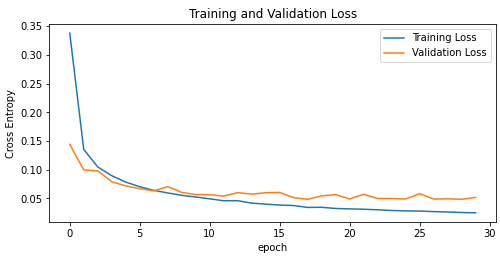 Training and Validation Loss
0.35
0.30
0.25
0.20
0.15
0.10
0.05
Cross Entropy
Training Loss
Validation Loss
0 5 10 15 20 25 30
epoch